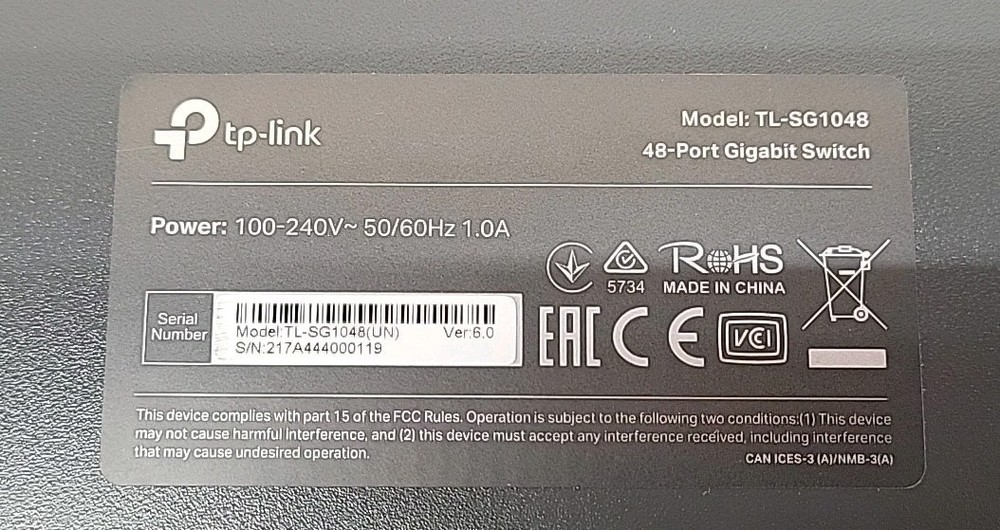 tp-link
Model: TL-SG1048
48-Port Gigabit Switch
Power: 100-240V~ 50/60Hz 1.0A
5734
RoHS
MADE IN CHINA
Serial
Number
Model:TL-SG1048(UN) Ver:6.0
S/N:217A444000119
EAC CE VCCI
This device complies with part 15 of the FCC Rules. Operation is subject to the following two conditions:(1) This device
may not cause harmful interference, and (2) this device must accept any interference received, including interference
that may cause undesired operation.
CAN ICES-3 (A)/NMB-3(A)